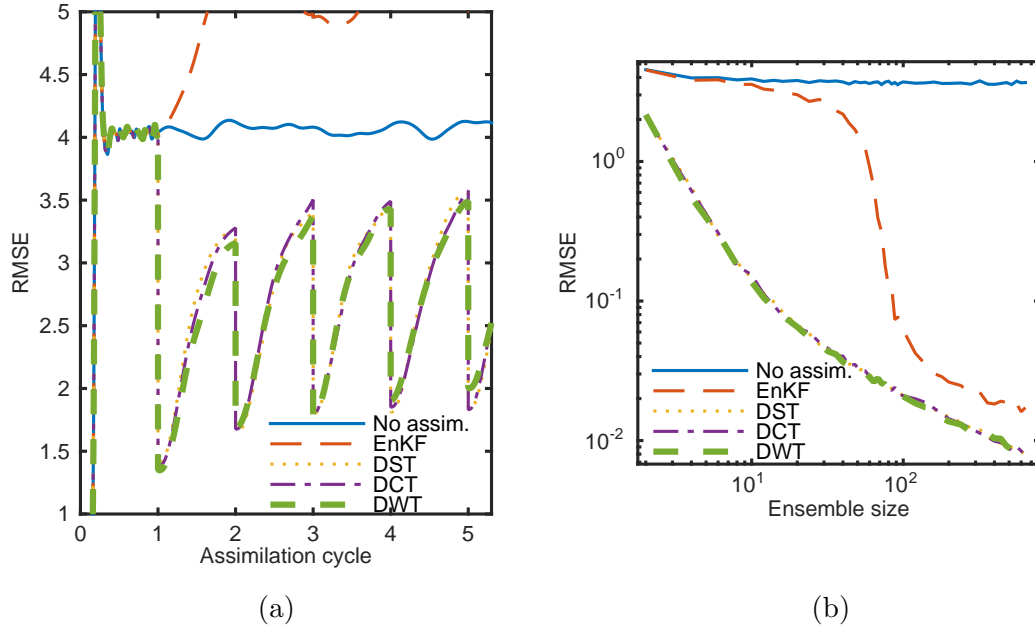 5
4.5
4
3.5
3
2.5
2
1.5
1
RMSE
0 1 2 3 4 5
Assimilation cycle
No assim.
EnKF
DST
DCT
DWT
(a)
10^0
10^-1
10^-2
RMSE
10^1 10^2
Ensemble size
No assim.
EnKF
DST
DCT
DWT
(b)